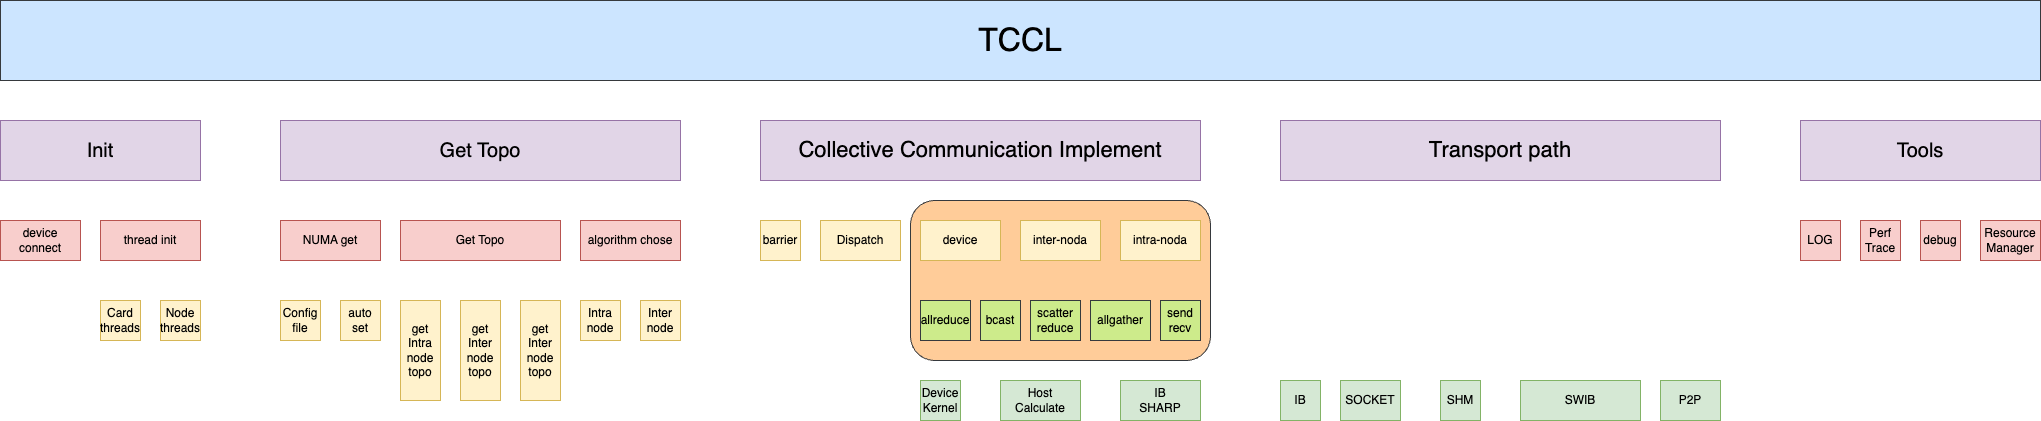 TCCL
Init
Get Topo
Collective Communication Implement
Transport path
Tools
device
connect
thread init
NUMA get
Get Topo
algorithm chose
barrier
Dispatch
device
inter-noda
intra-noda
LOG
Perf
Trace
debug
Resource
Manager
Card
threads
Node
threads
Config
file
auto
set
get
Intra
node
topo
get
Inter
node
topo
get
Inter
node
topo
Intra
node
Inter
node
allreduce
bcast
scatter
reduce
allgather
send
recv
Device
Kernel
Host
Calculate
IB
SHARP
IB
SOCKET
SHM
SWIB
P2P